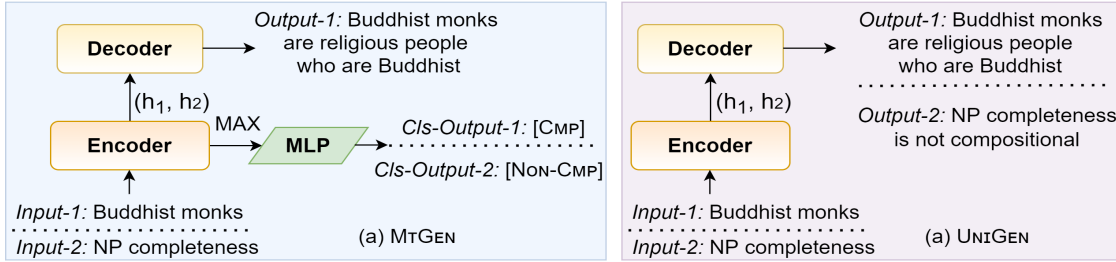 Output-1: Buddhist monks
are religious people
who are Buddhist
Decoder
(h1, h2)
MAX
Encoder
MLP
Cls-Output-1: [CMP]
Cls-Output-2: [NON-CMP]
Input-1: Buddhist monks
Input-2: NP completeness
(a) MTGEN
Output-1: Buddhist monks
are religious people
who are Buddhist
Decoder
(h1, h2)
Output-2: NP completeness
is not compositional
Encoder
Input-1: Buddhist monks
Input-2: NP completeness
(a) UNIGEN